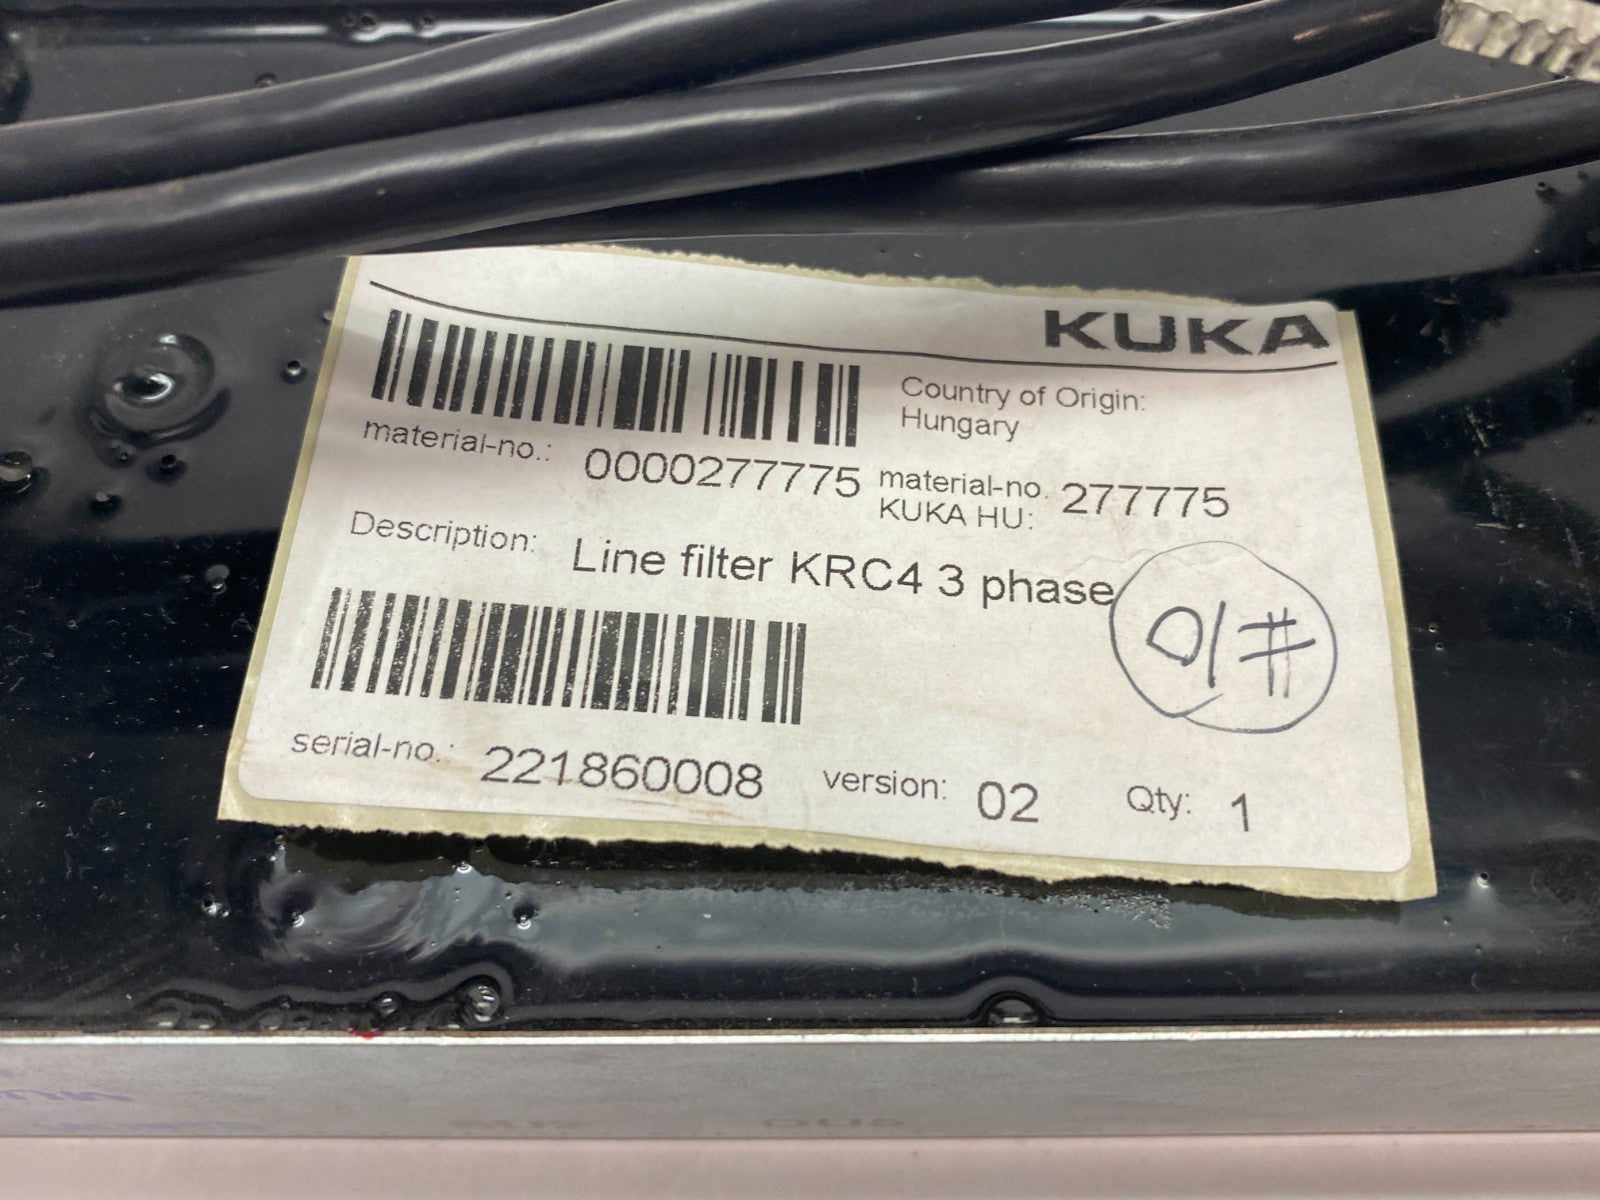 KUKA
Country of Origin:
Hungary
material-no.: 0000277775 material-no. 277775
KUKA HU:
Description: Line filter KRC4 3 phase
#10
serial-no.: 221860008 version: 02 Qty: 1